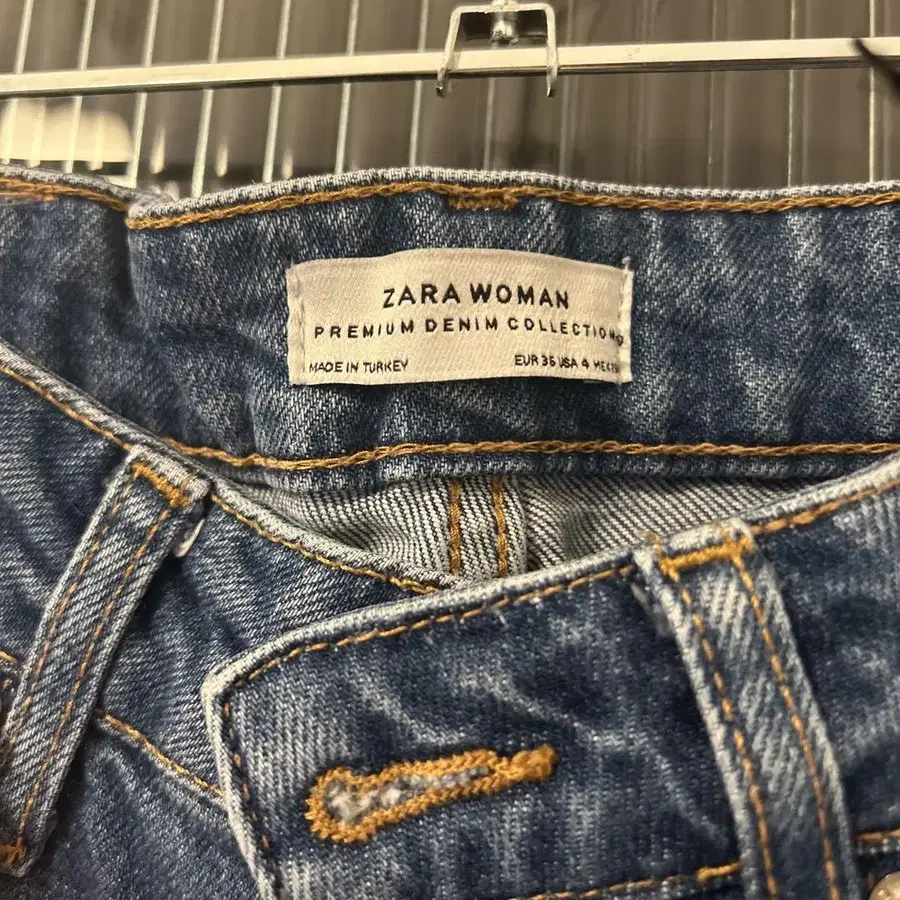 ZARA WOMAN
PREMIUM DENIM COLLECTION
MADE IN TURKEY
EUR 36 USA 4